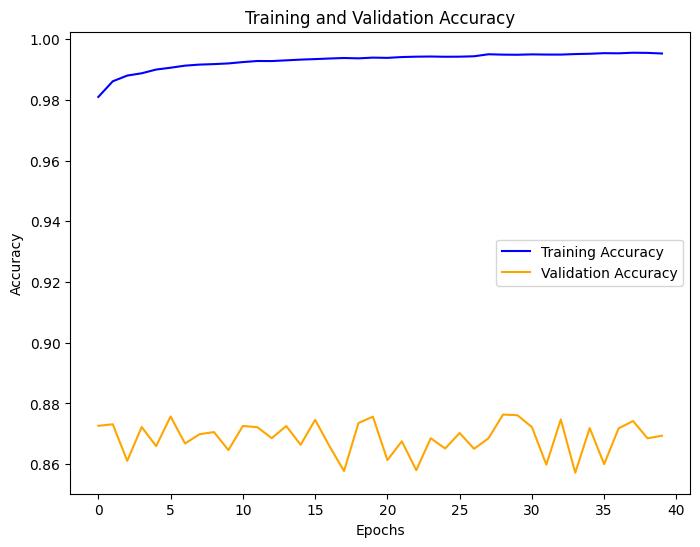 Training and Validation Accuracy
1.00
0.98
0.96
0.94
0.92
0.90
0.88
0.86
Accuracy
Training Accuracy
Validation Accuracy
0 5 10 15 20 25 30 35 40
Epochs